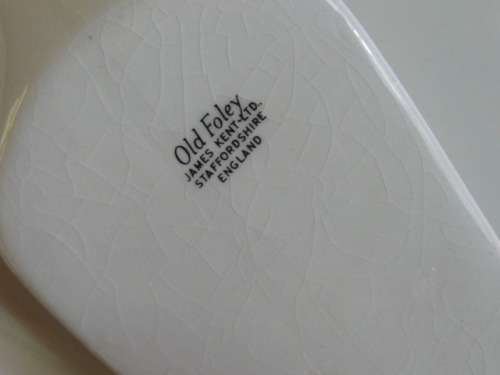 Old Foley
JAMES KENT LTD.
STAFFORDSHIRE
ENGLAND